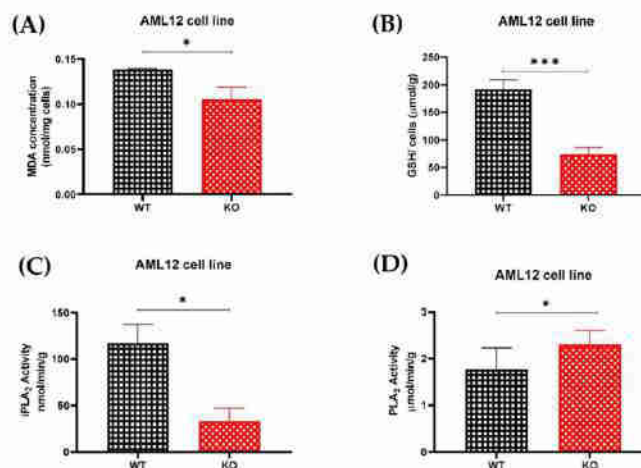 (A)
AML12 cell line
MDA concentration
(nmol/mg cells)
0.15
0.10
0.05
0.00
*
WT
KO
(B)
AML12 cell line
GSH/ cells (μmol/g)
250
200
150
100
50
0
***
WT
KO
(C)
AML12 cell line
iPLA₂ Activity
nmol/min/g
150
100
50
0
*
WT
KO
(D)
AML12 cell line
PLA₂ Activity
μmol/min/g
3
2
1
0
*
WT
KO